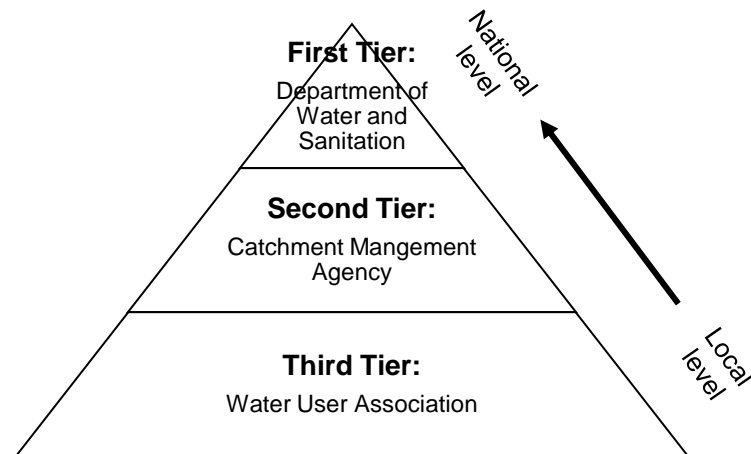 First Tier:
Department of
Water and
Sanitation
Second Tier:
Catchment Mangement
Agency
Third Tier:
Water User Association
National
level
Local
level